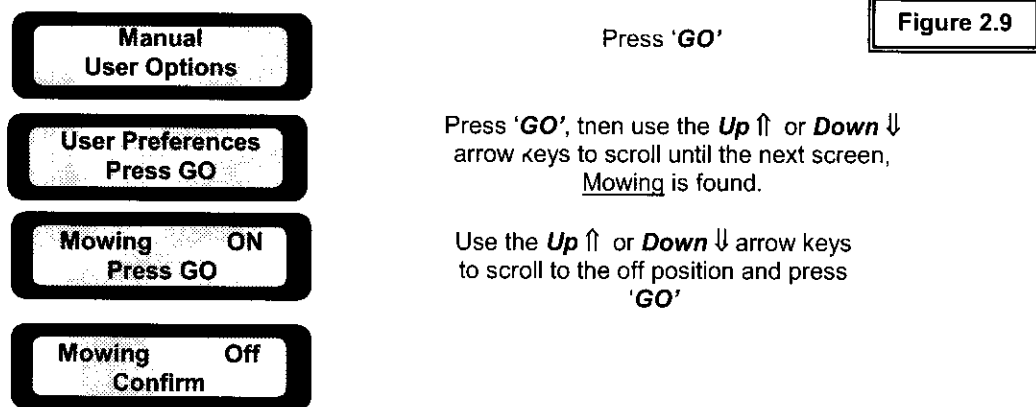 Figure 2.9
Manual
User Options
Press ‘GO’
User Preferences
Press GO
Press ‘GO’, tnen use the Up ⇑ or Down ⇓
arrow keys to scroll until the next screen,
Mowing is found.
Mowing ON
Press GO
Use the Up ⇑ or Down ⇓ arrow keys
to scroll to the off position and press
‘GO’
Mowing Off
Confirm